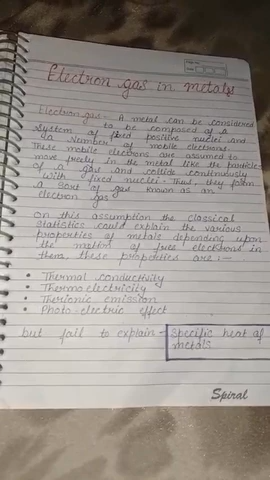 Electron gas in metals
Electron gas - A metal can be considered
to be composed of a
system of fixed positive nuclei and
a number of mobile electrons.
These mobile electrons are assumed to
move freely in the metal like the particle
of a gas and collide continuously
with fixed nuclei. Thus, they form
a sort of gas known as an
electron gas
On this assumption the classical
statistics could explain the various
properties of metals depending upon
the motion of free electrons in
them, these properties are :-
• Thermal conductivity
• Thermoelectricity
• Therionic emission
• Photo-electric effect
but fail to explain - Specific heat of
metals
Spiral